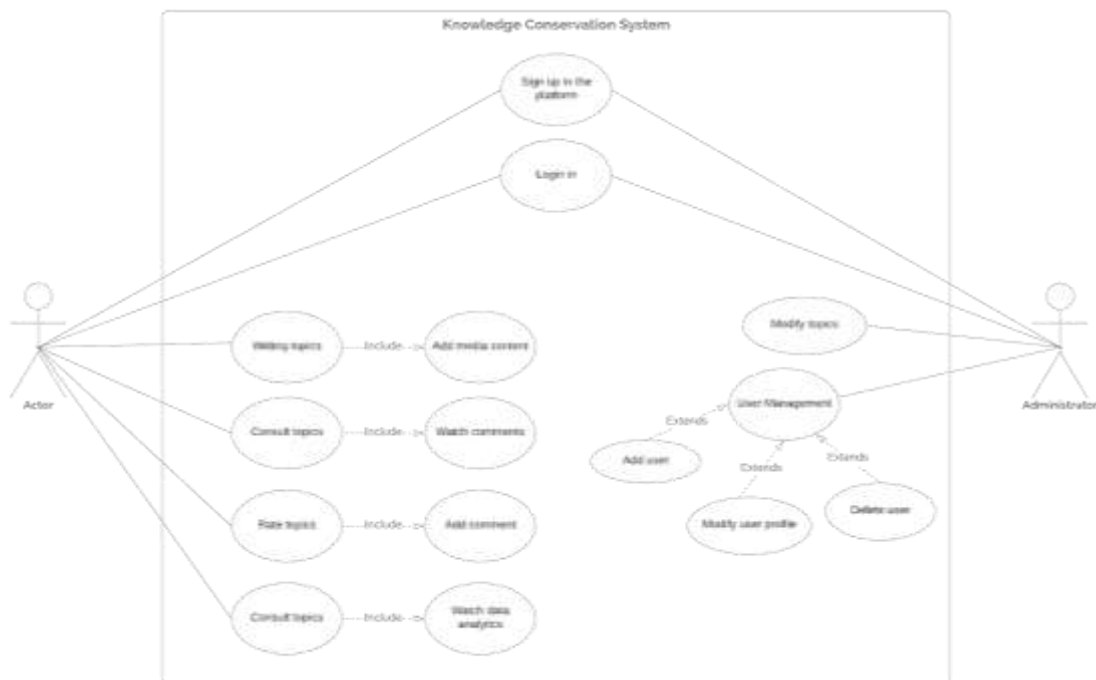 Knowledge Conservation System
Sign up in the
platform
Login in
Writing topics
Include
Add media content
Modify topics
Actor
Administrator
User Management
Consult topics
Include
Watch comments
Extends
Add user
Extends
Extends
Rate topics
Include
Add comment
Modify user profile
Delete user
Consult topics
Include
Watch data
analytics